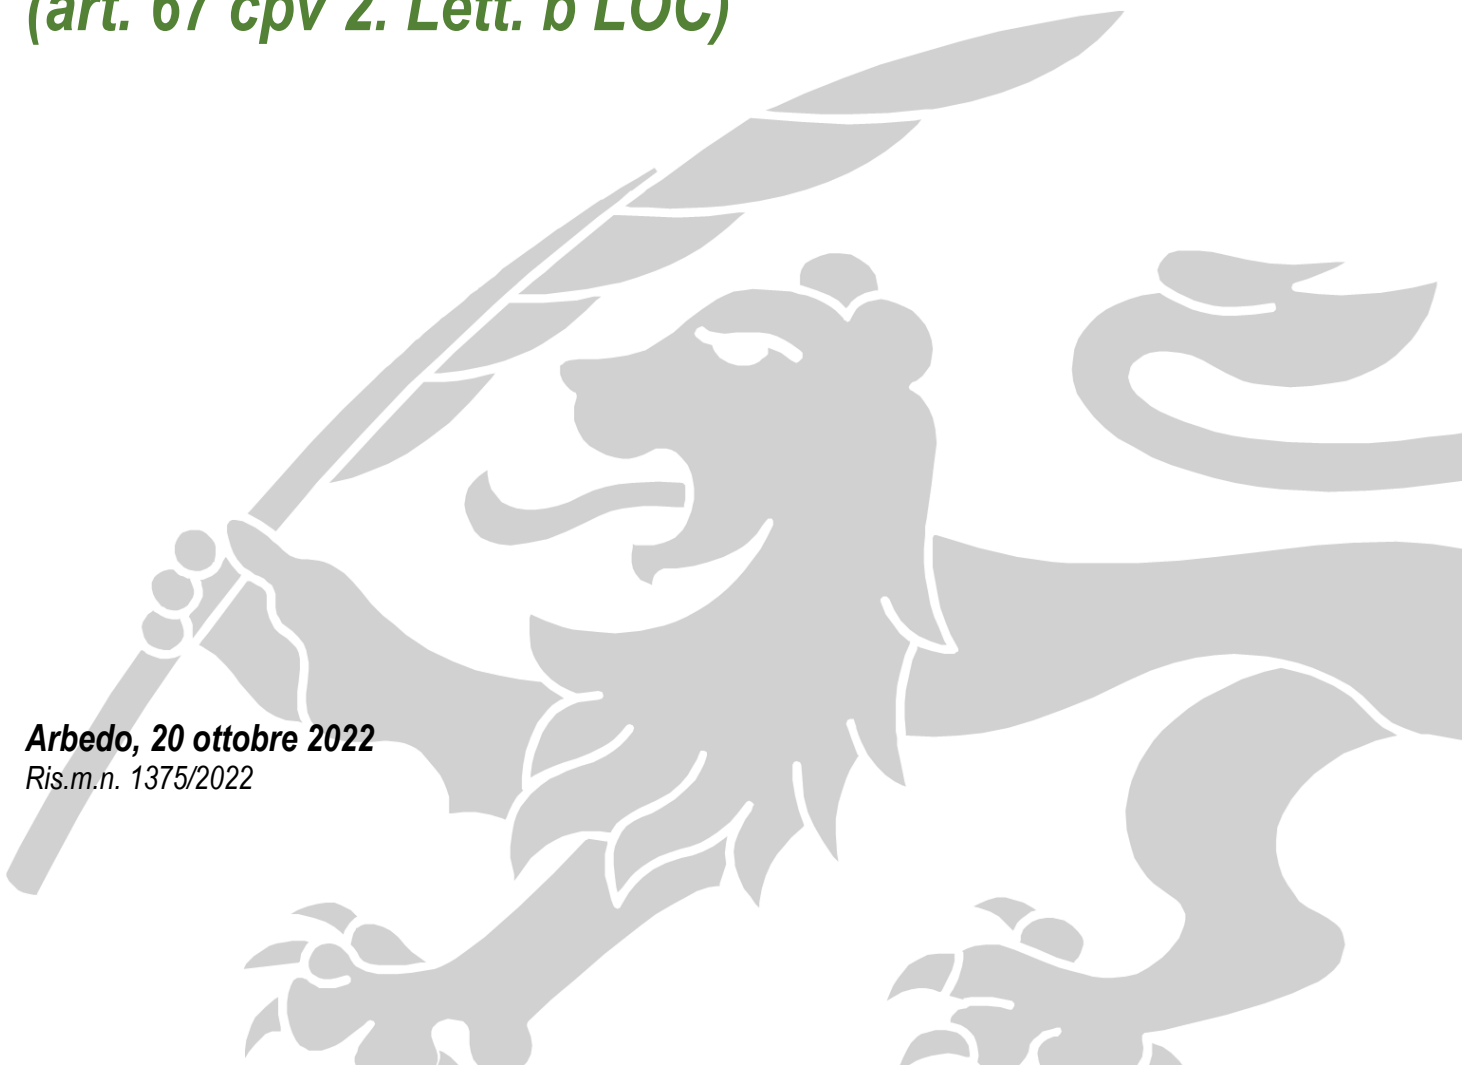 (art. 67 cpv 2. Lett. b LOC)
Arbedo, 20 ottobre 2022
Ris.m.n. 1375/2022